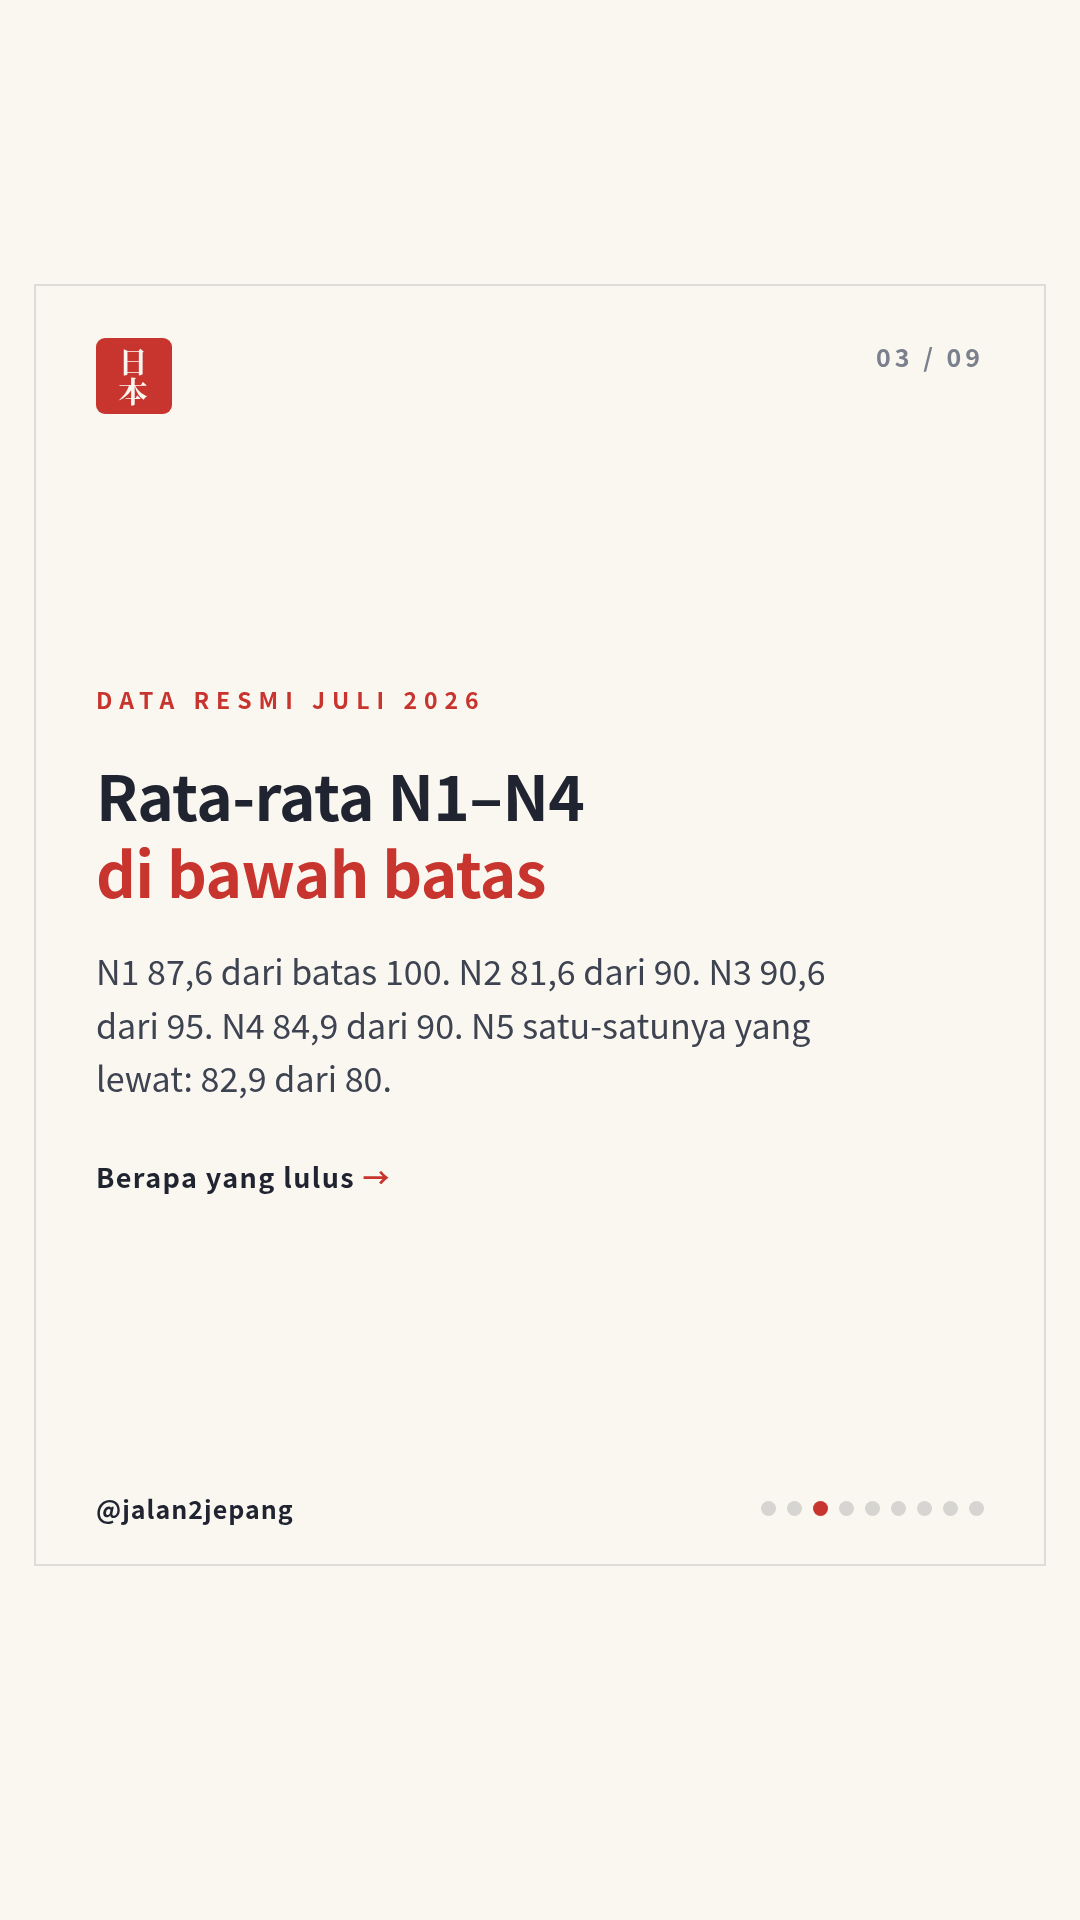 日
本
03 / 09
DATA RESMI JULI 2026
Rata-rata N1–N4
di bawah batas
N1 87,6 dari batas 100. N2 81,6 dari 90. N3 90,6
dari 95. N4 84,9 dari 90. N5 satu-satunya yang
lewat: 82,9 dari 80.
Berapa yang lulus →
@jalan2jepang